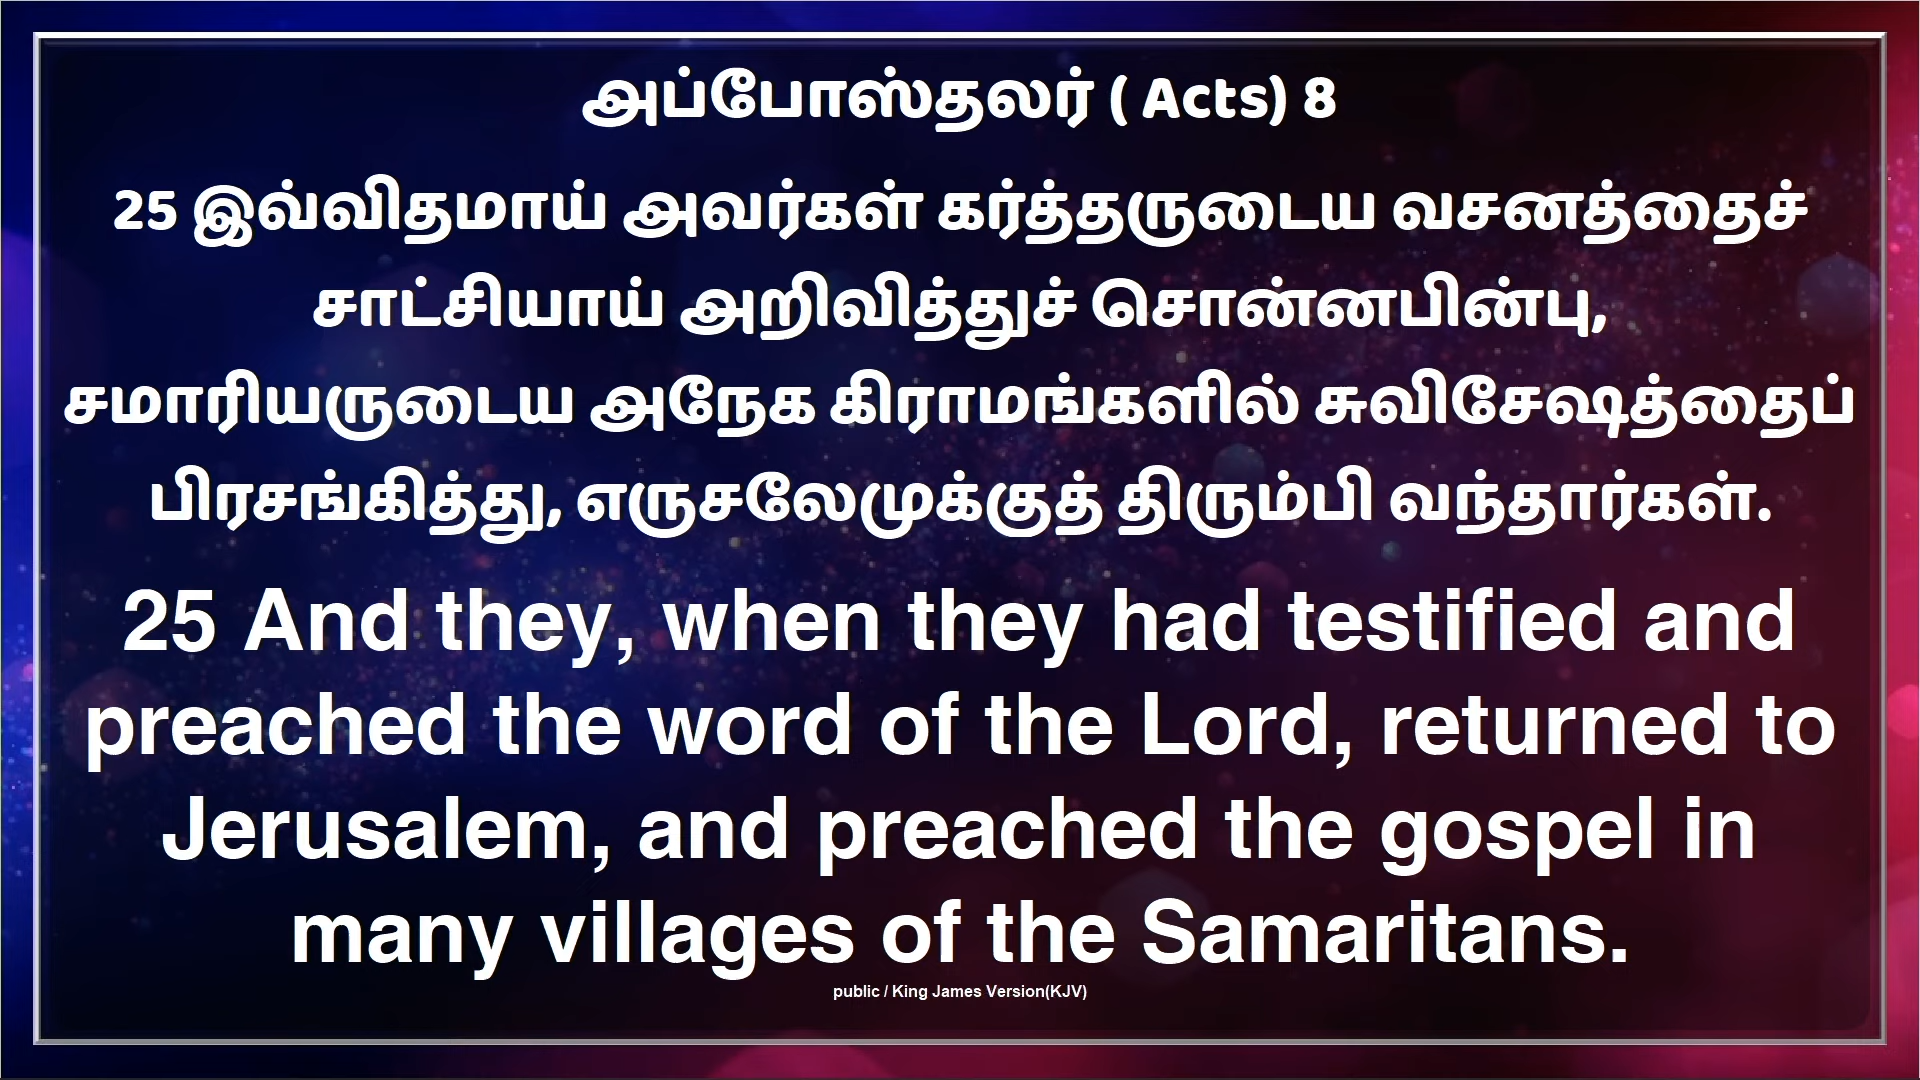 அப்போஸ்தலர் ( Acts) 8
25 இவ்விதமாய் அவர்கள் கர்த்தருடைய வசனத்தைச்
சாட்சியாய் அறிவித்துச் சொன்னபின்பு,
சமாரியருடைய அநேக கிராமங்களில் சுவிசேஷத்தைப்
பிரசங்கித்து, எருசலேமுக்குத் திரும்பி வந்தார்கள்.
25 And they, when they had testified and
preached the word of the Lord, returned to
Jerusalem, and preached the gospel in
many villages of the Samaritans.
public / King James Version(KJV)